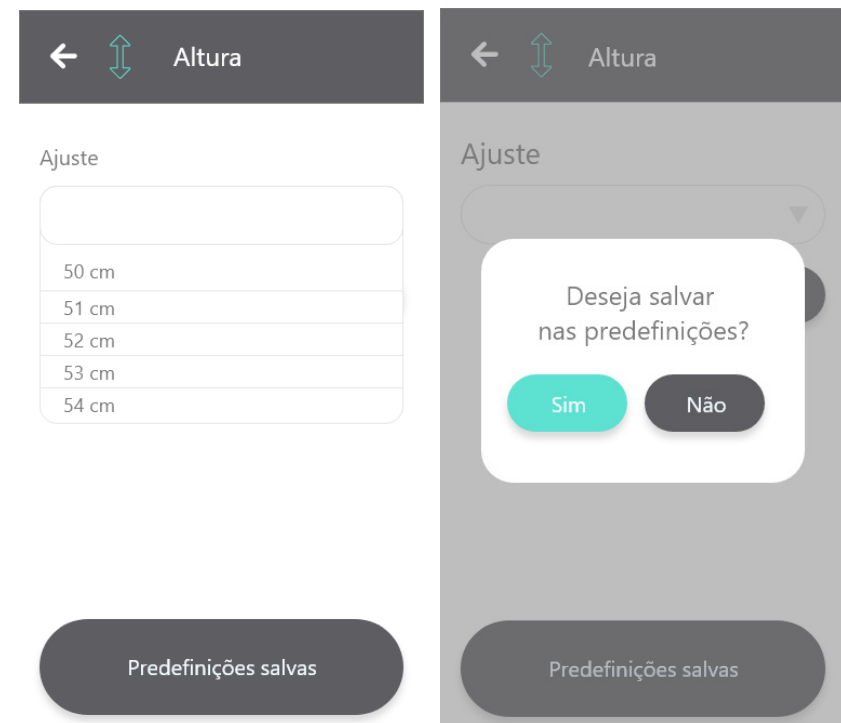 Altura
Ajuste
50 cm
51 cm
52 cm
53 cm
54 cm
Predefinições salvas
Altura
Ajuste
Deseja salvar
nas predefinições?
Sim
Não
Predefinições salvas